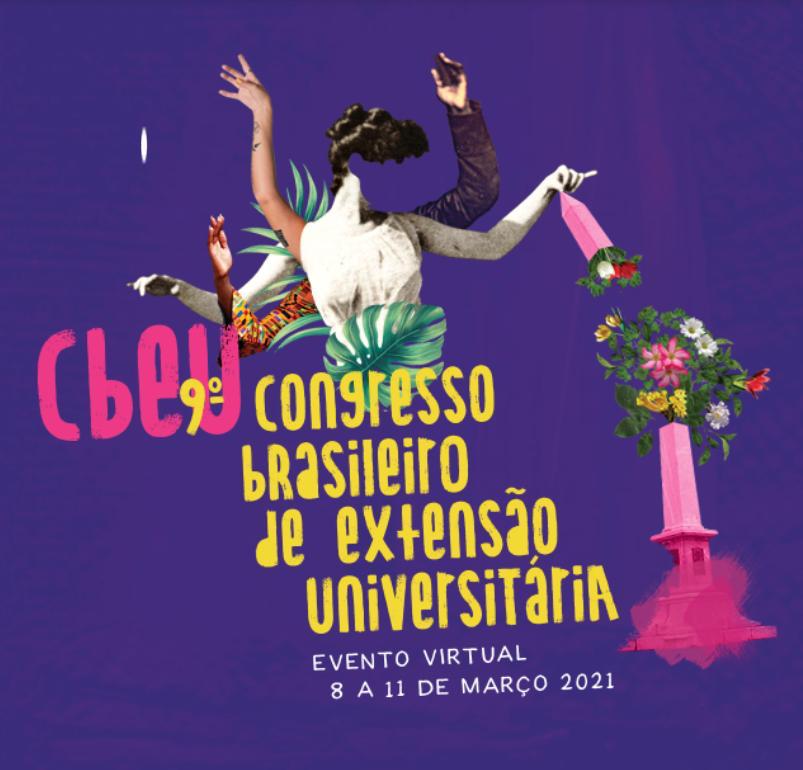 CbeU
9º congresso
brasileiro
de extensão
universitária
EVENTO VIRTUAL
8 A 11 DE MARÇO 2021